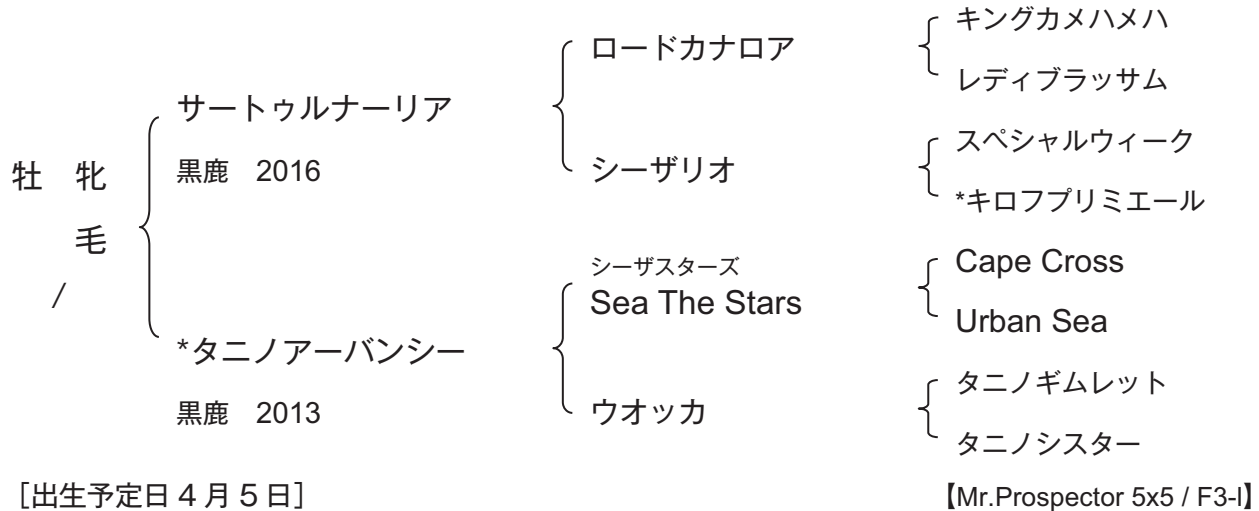 キングカメハメハ
ロードカナロア
レディブラッサム
サートゥルナーリア
スペシャルウィーク
黒鹿 2016
シーザリオ
*キロフプリミエール
牡 牝
毛
/
シーザスターズ
Sea The Stars
Cape Cross
Urban Sea
*タニノアーバンシー
黒鹿 2013
ウオッカ
タニノギムレット
タニノシスター
［出生予定日４月５日］
【Mr.Prospector 5x5 / F3-l】